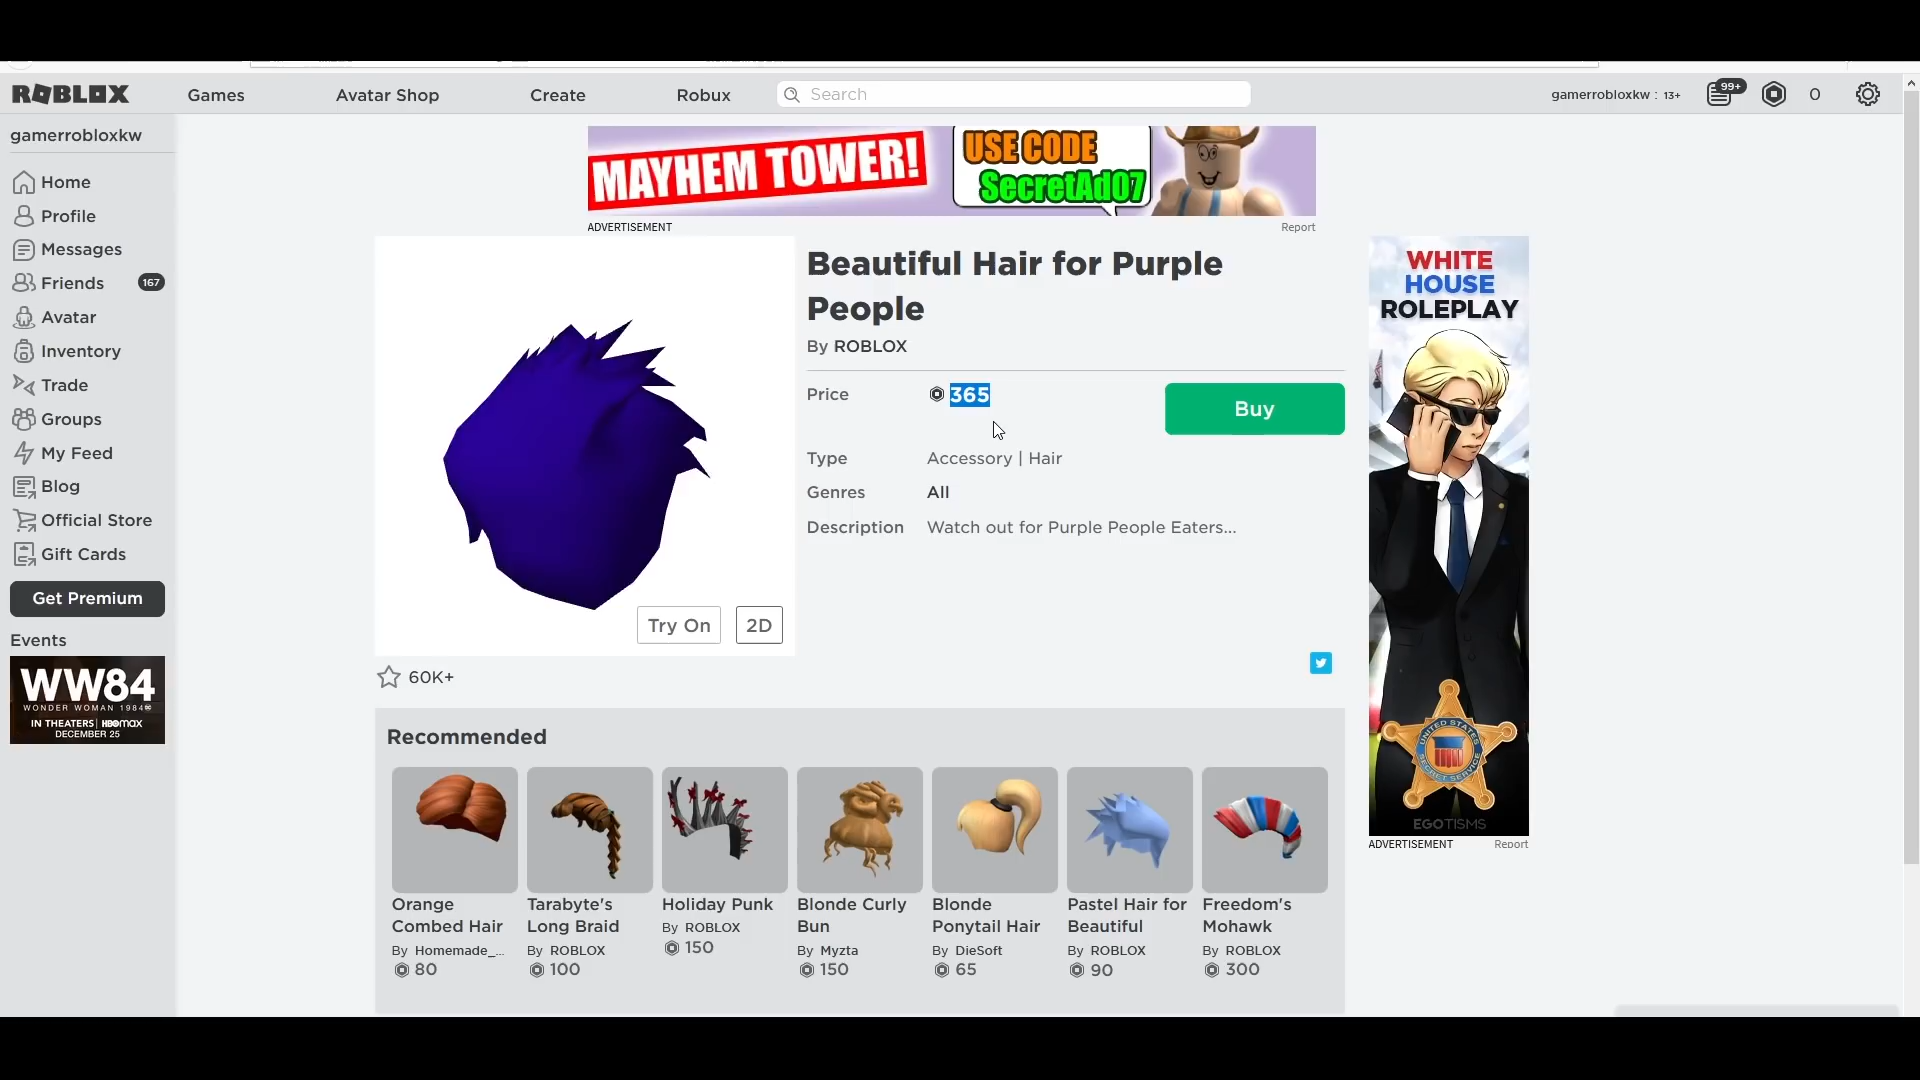 ROBLOX
Games
Avatar Shop
Create
Robux
Search
gamerrobloxkw : 13+
99+
0
gamerrobloxkw
Home
Profile
Messages
Friends
167
Avatar
Inventory
Trade
Groups
My Feed
Blog
Official Store
Gift Cards
Get Premium
Events
WW84
WONDER WOMAN 1984
IN THEATERS | HBOmax
DECEMBER 25
MAYHEM TOWER!
USE CODE
SecretAd07
ADVERTISEMENT
Report
Beautiful Hair for Purple
People
By ROBLOX
Price
365
Buy
Type
Accessory | Hair
Genres
All
Description
Watch out for Purple People Eaters...
Try On
2D
60K+
Recommended
Orange
Combed Hair
By Homemade_...
80
Tarabyte's
Long Braid
By ROBLOX
100
Holiday Punk
By ROBLOX
150
Blonde Curly
Bun
By Myzta
150
Blonde
Ponytail Hair
By DieSoft
65
Pastel Hair for
Beautiful
By ROBLOX
90
Freedom's
Mohawk
By ROBLOX
300
WHITE
HOUSE
ROLEPLAY
UNITED STATES
SECRET SERVICE
EGOTISMS
ADVERTISEMENT
Report